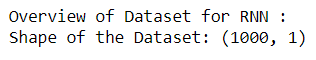 Overview of Dataset for RNN :
Shape of the Dataset: (1000, 1)